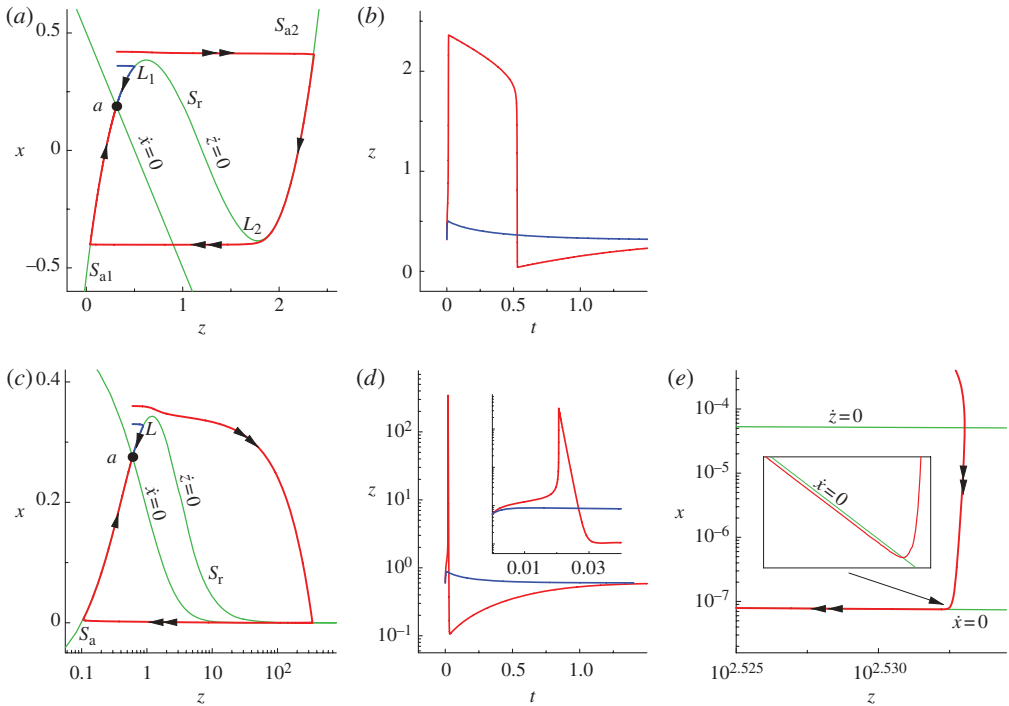 (a)
0.5
0
−0.5
x
0
1
2
z
S_a2
L_1
a
S_r
ẋ=0
ż=0
L_2
S_a1
(b)
2
1
0
z
0
0.5
1.0
t
(c)
0.4
0.2
0
x
0.1
1
10
100
z
L
a
ẋ=0
ż=0
S_r
S_a
(d)
10^2
10^1
10^0
10^−1
z
0
0.5
1.0
t
0.01
0.03
(e)
10^−4
10^−5
10^−6
10^−7
x
ż=0
ẋ=0
ẋ=0
10^2.525
10^2.530
z